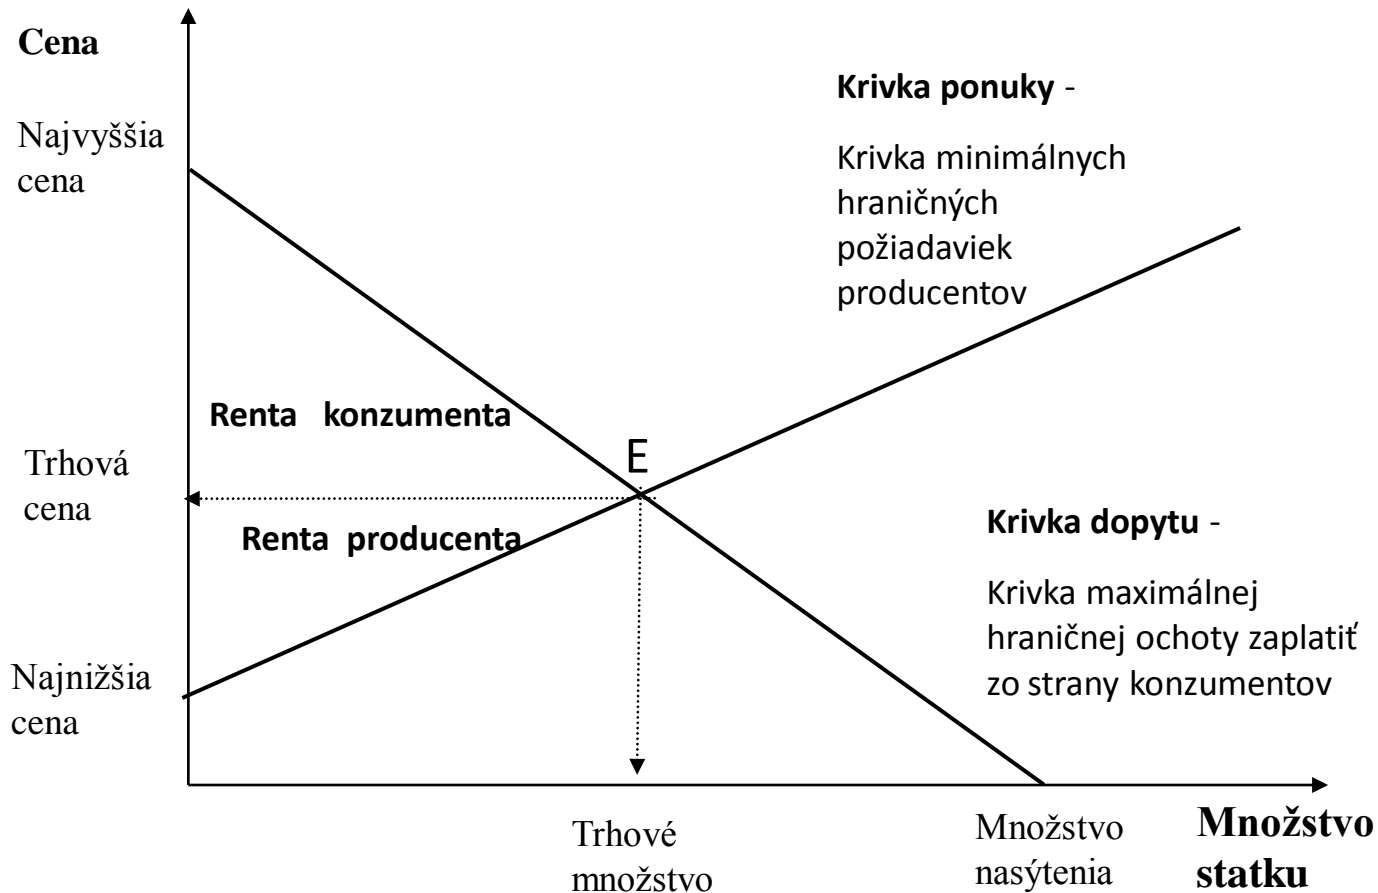 Cena
Najvyššia
cena
Krivka ponuky -
Krivka minimálnych
hraničných
požiadaviek
producentov
Renta konzumenta
E
Trhová
cena
Renta producenta
Krivka dopytu -
Krivka maximálnej
hraničnej ochoty zaplatiť
zo strany konzumentov
Najnižšia
cena
Trhové
množstvo
Množstvo
nasýtenia
Množstvo
statku